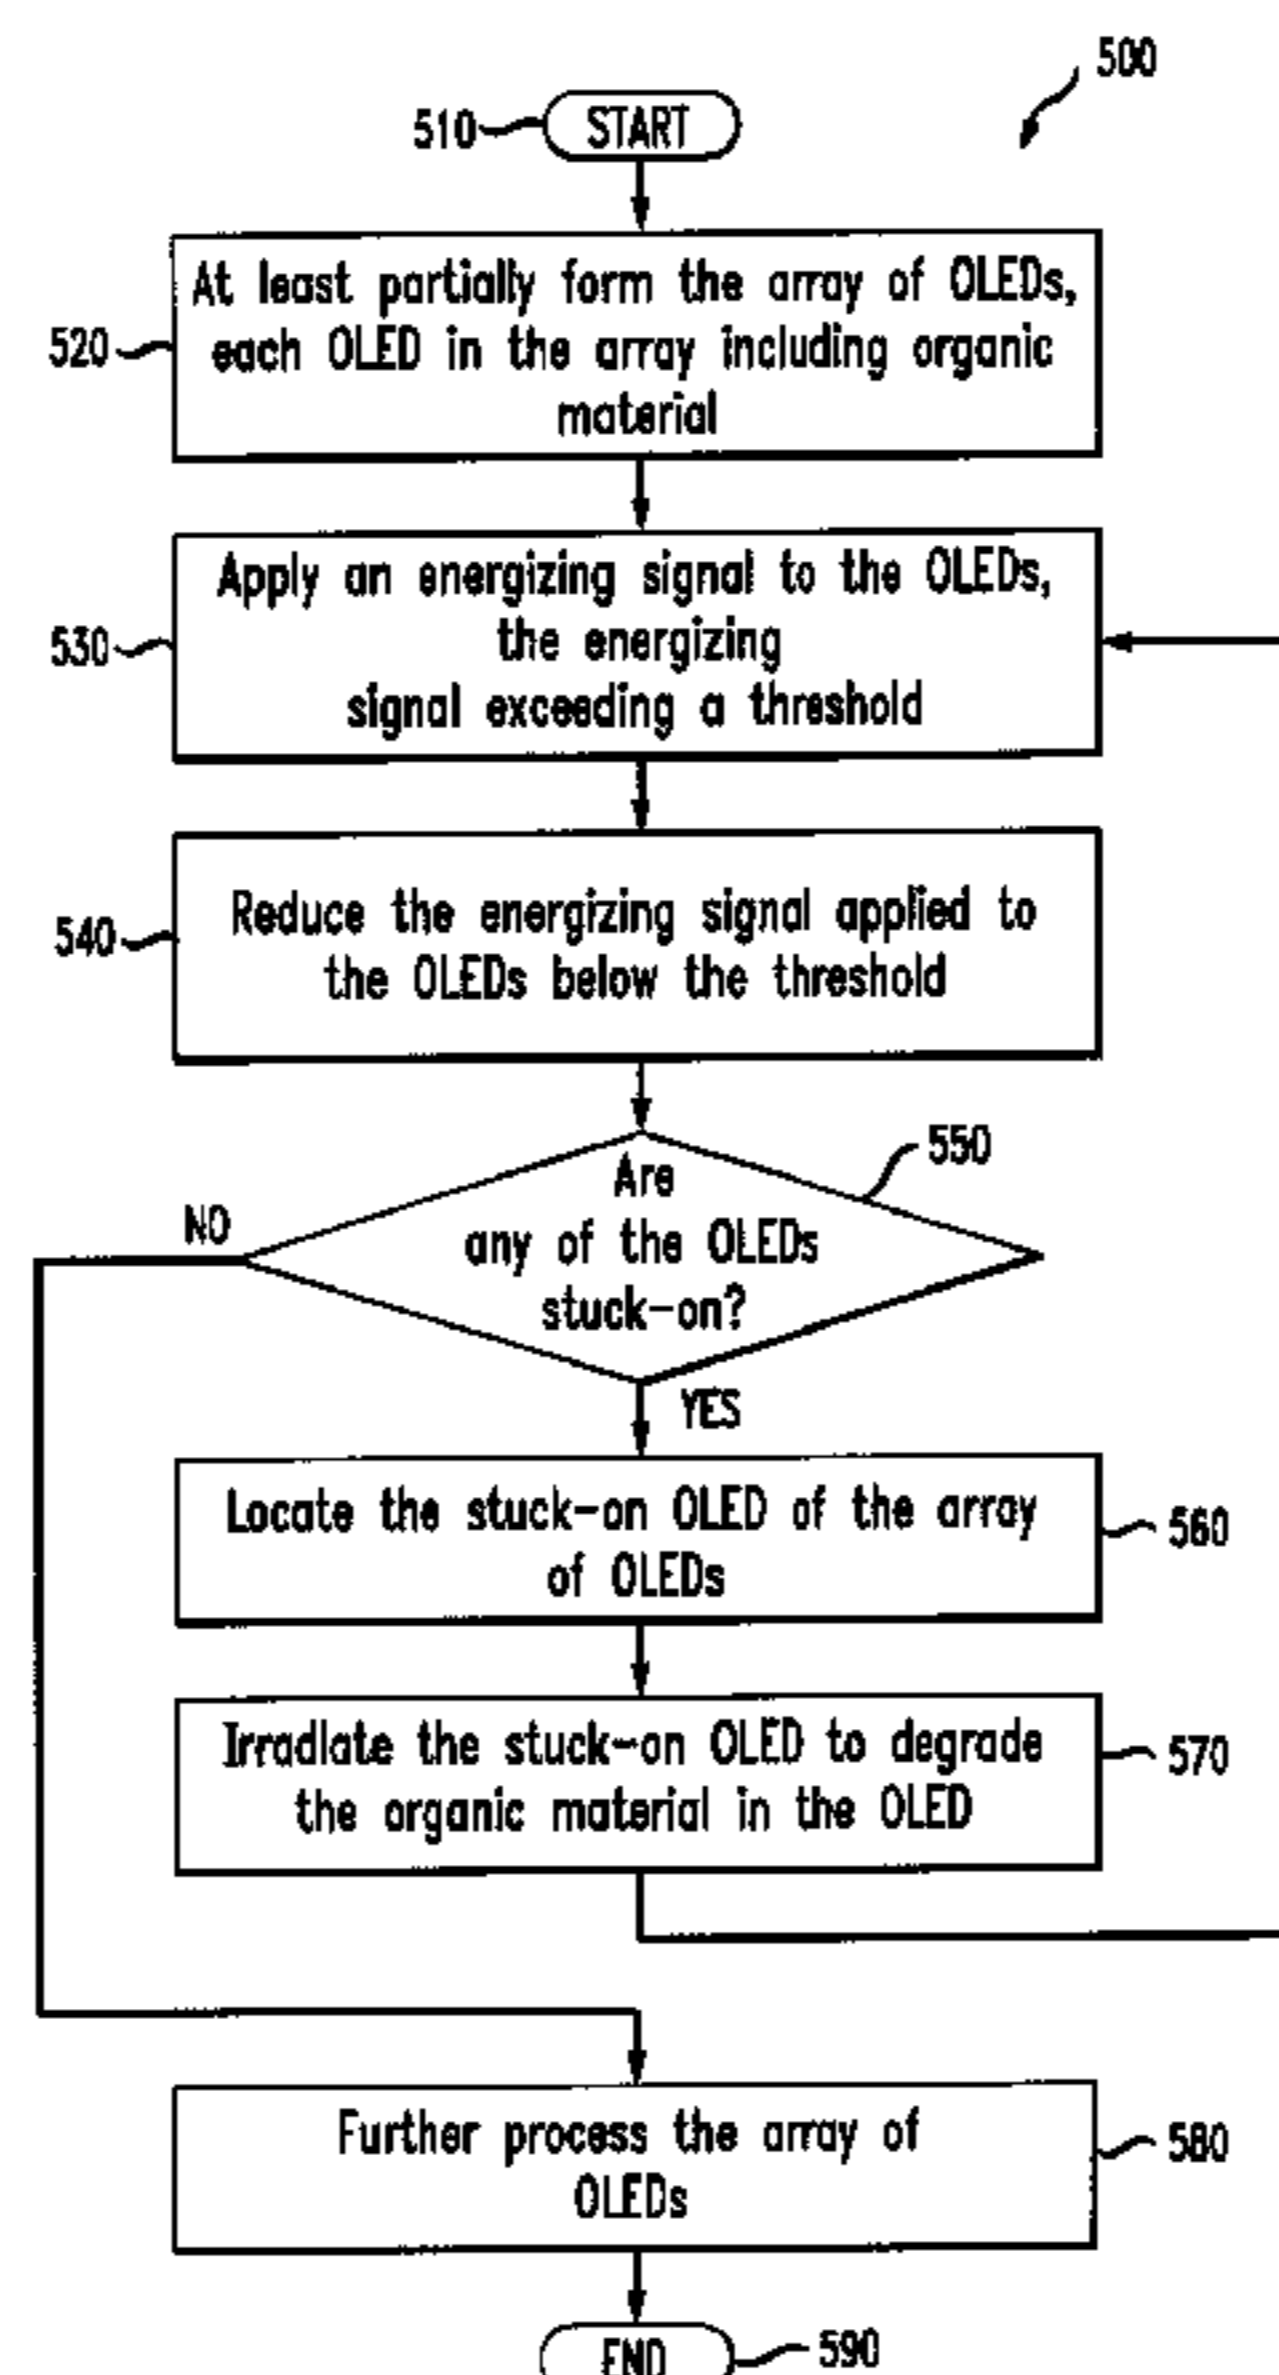 500
510
START
At least partially form the array of OLEDs,
each OLED in the array including organic
material
520
Apply an energizing signal to the OLEDs,
the energizing
signal exceeding a threshold
530
Reduce the energizing signal applied to
the OLEDs below the threshold
540
550
Are
any of the OLEDs
stuck-on?
NO
YES
Locate the stuck-on OLED of the array
of OLEDs
560
Irradiate the stuck-on OLED to degrade
the organic material in the OLED
570
Further process the array of
OLEDs
580
END
590